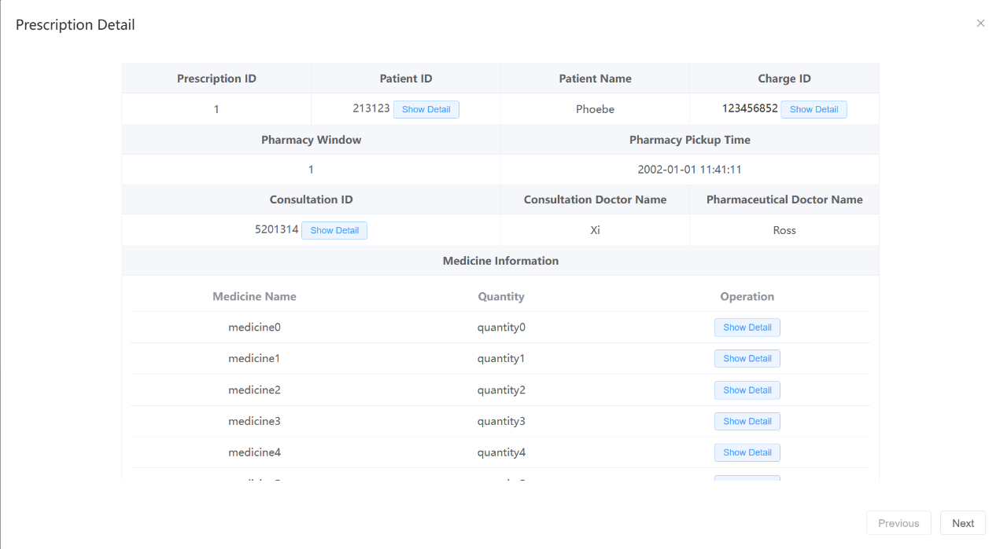 Prescription Detail
Prescription ID Patient ID Patient Name Charge ID
1 213123 Show Detail Phoebe 123456852 Show Detail
Pharmacy Window Pharmacy Pickup Time
1 2002-01-01 11:41:11
Consultation ID Consultation Doctor Name Pharmaceutical Doctor Name
5201314 Show Detail Xi Ross
Medicine Information
Medicine Name Quantity Operation
medicine0 quantity0 Show Detail
medicine1 quantity1 Show Detail
medicine2 quantity2 Show Detail
medicine3 quantity3 Show Detail
medicine4 quantity4 Show Detail
Previous Next